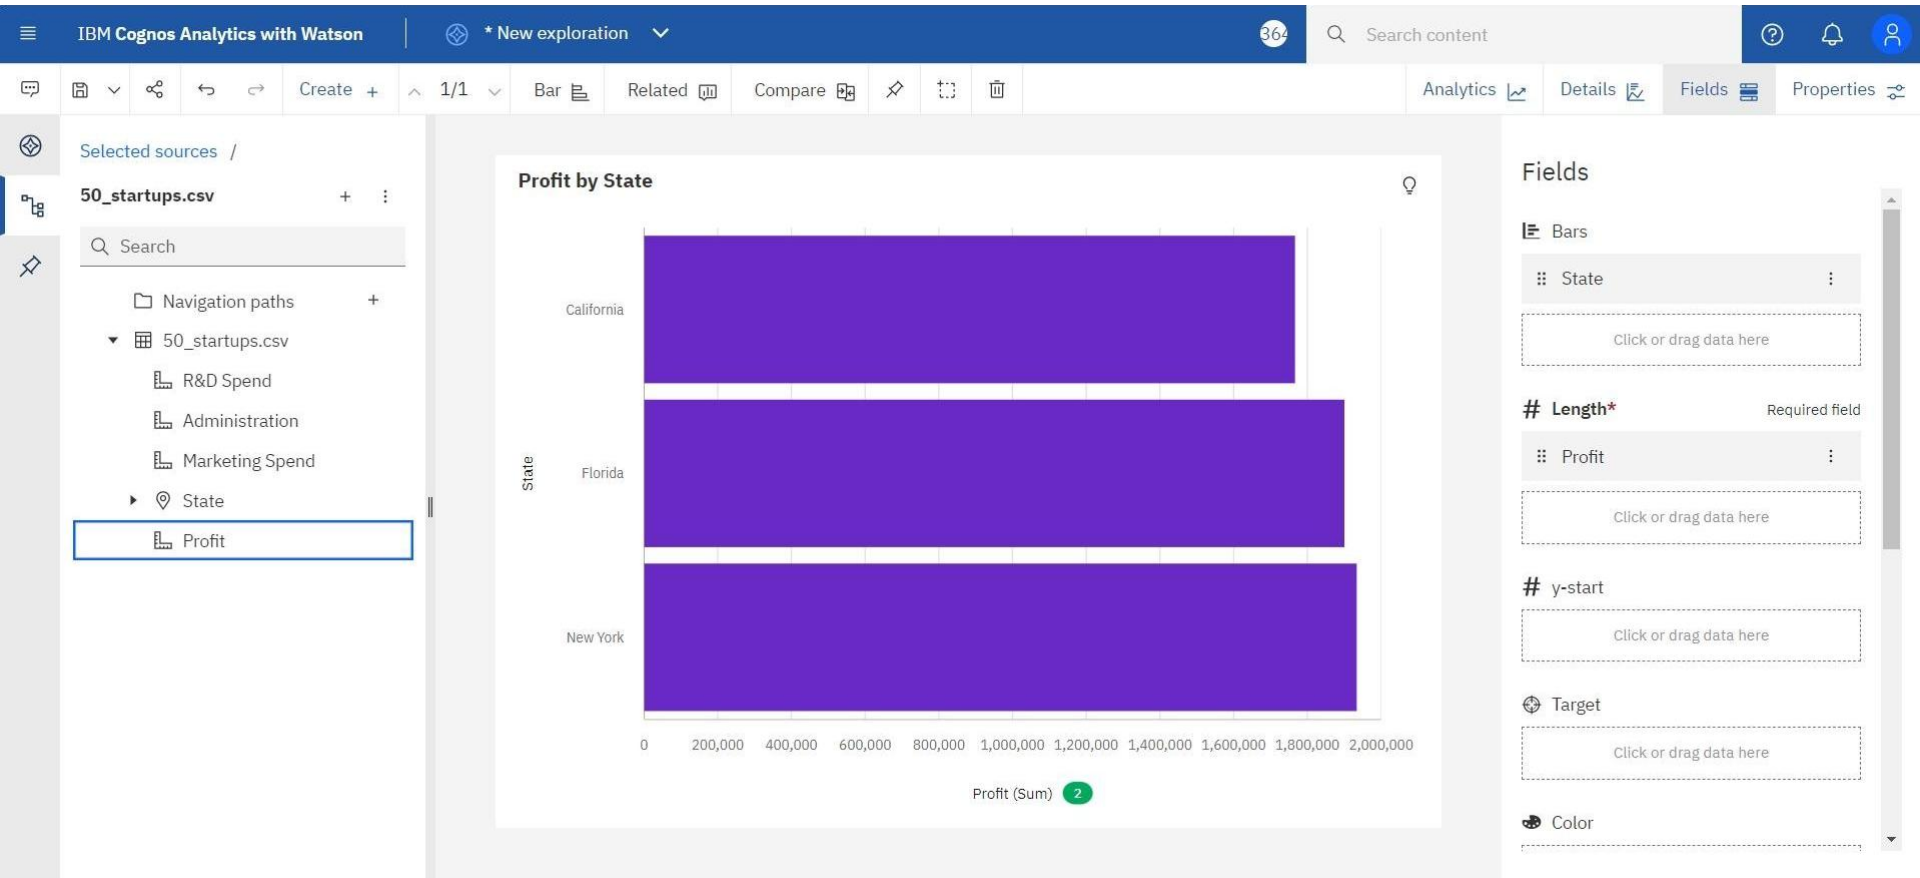 IBM Cognos Analytics with Watson
* New exploration
364
Search content
Create +
1/1
Bar
Related
Compare
Analytics
Details
Fields
Properties
Selected sources /
50_startups.csv
Search
Navigation paths
50_startups.csv
R&D Spend
Administration
Marketing Spend
State
Profit
Profit by State
State
California
Florida
New York
0 200,000 400,000 600,000 800,000 1,000,000 1,200,000 1,400,000 1,600,000 1,800,000 2,000,000
Profit (Sum) 2
Fields
Bars
State
Click or drag data here
# Length* Required field
Profit
Click or drag data here
# y-start
Click or drag data here
Target
Click or drag data here
Color